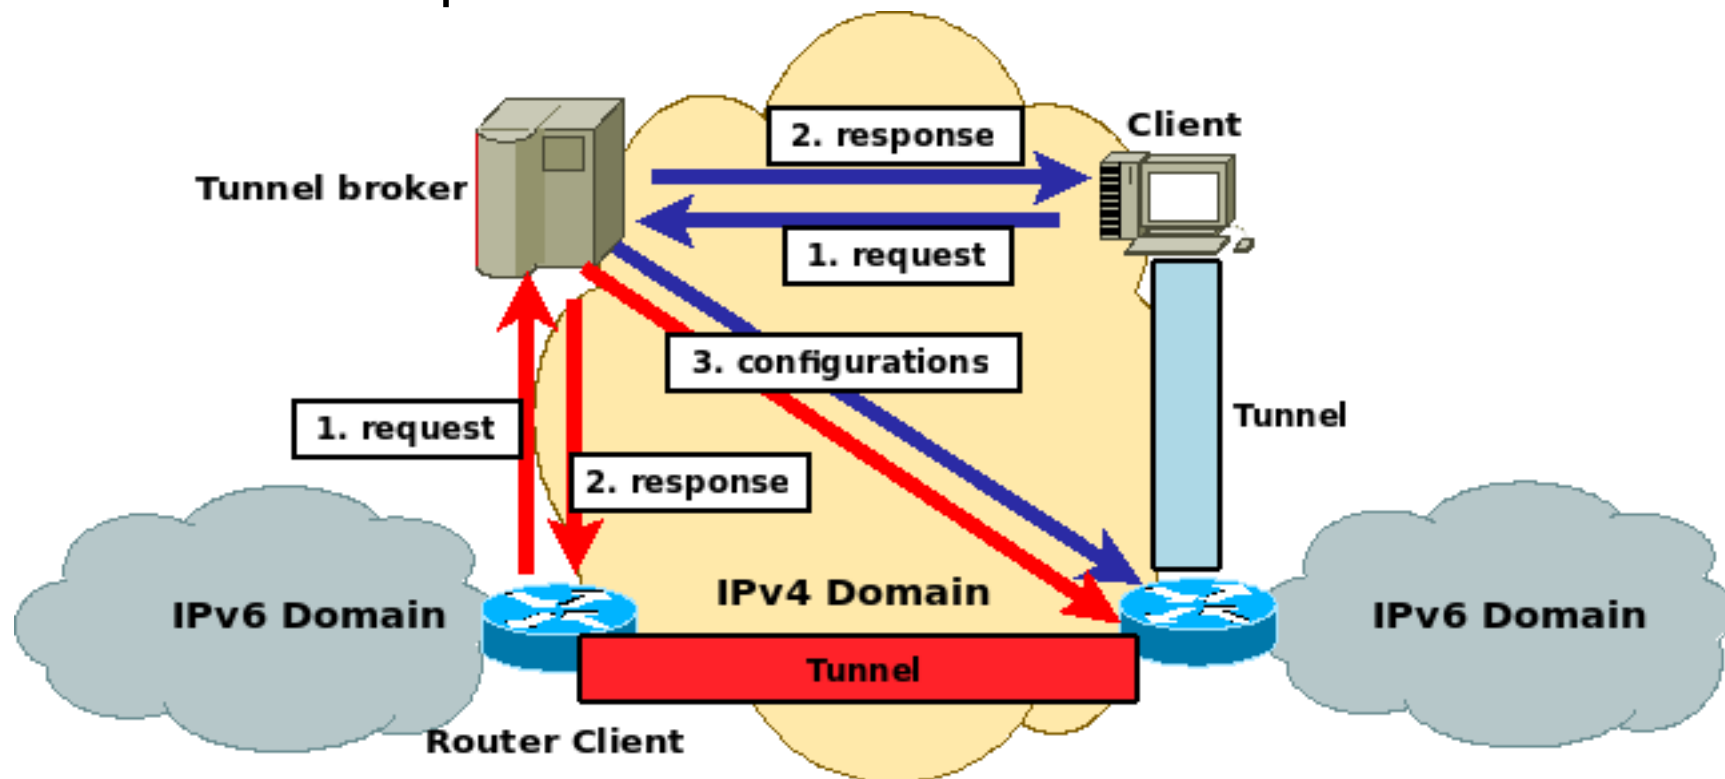 2. response
Client
Tunnel broker
1. request
3. configurations
Tunnel
1. request
2. response
IPv4 Domain
IPv6 Domain
IPv6 Domain
Tunnel
Router Client